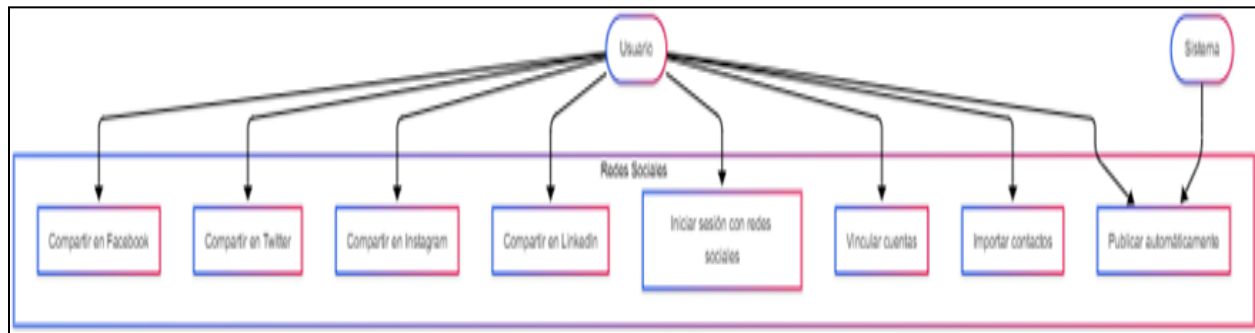 Usuario
Sistema
Redes Sociales
Compartir en Facebook
Compartir en Twitter
Compartir en Instagram
Compartir en LinkedIn
Iniciar sesión con redes
sociales
Vincular cuentas
Importar contactos
Publicar automáticamente